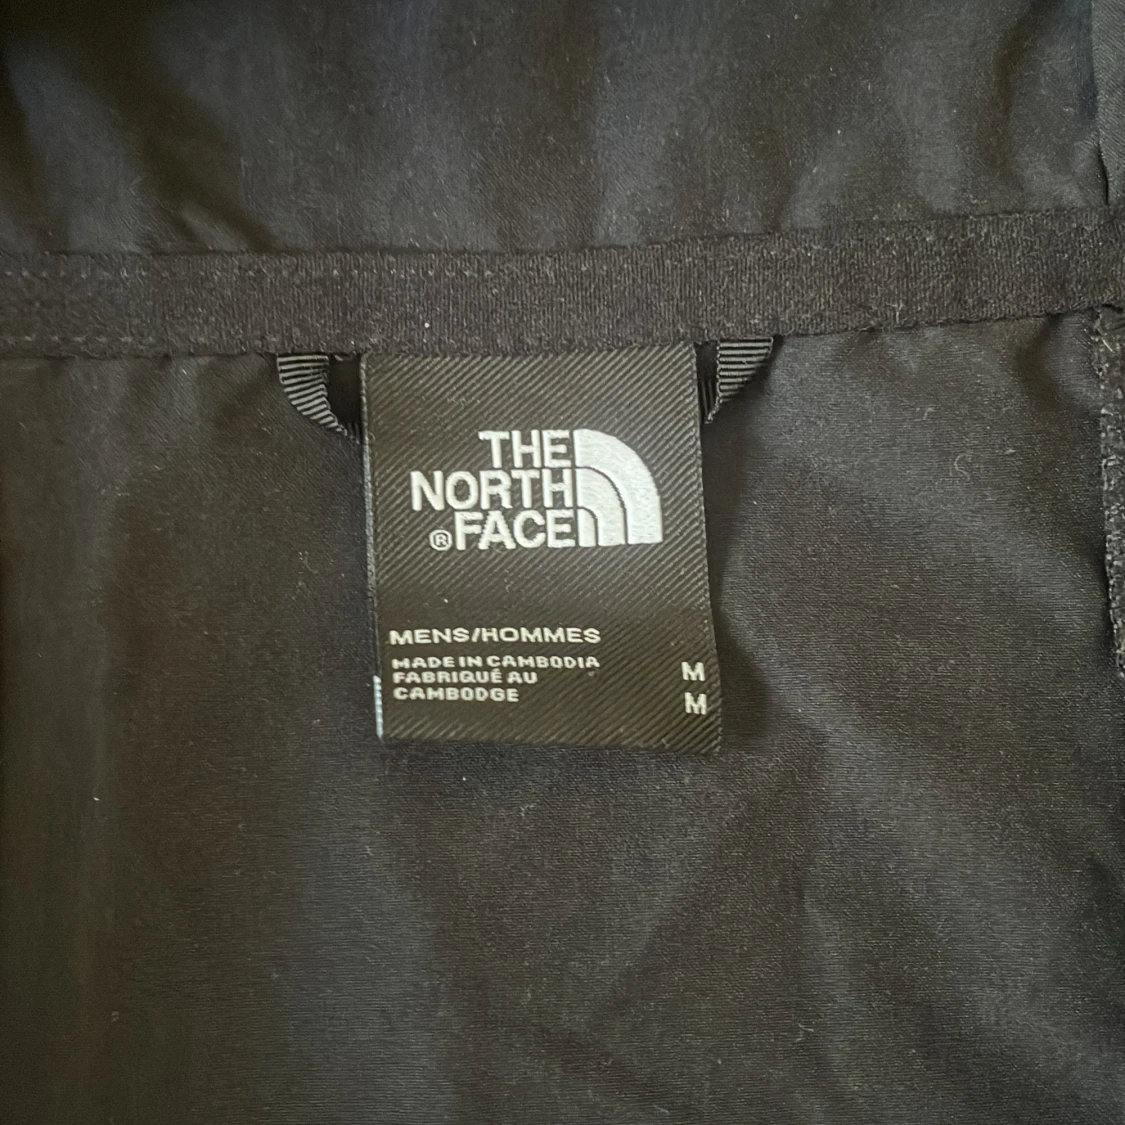 THE
NORTH
®FACE
MENS/HOMMES
MADE IN CAMBODIA M
FABRIQUÉ AU
CAMBODGE M